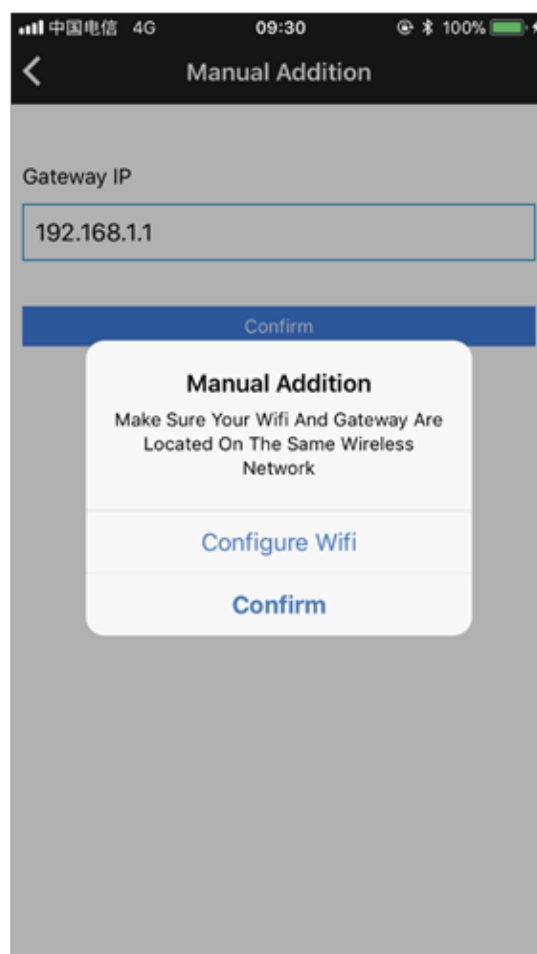 中国电信 4G 09:30 100%
Manual Addition
Gateway IP
192.168.1.1
Confirm
Manual Addition
Make Sure Your Wifi And Gateway Are
Located On The Same Wireless
Network
Configure Wifi
Confirm